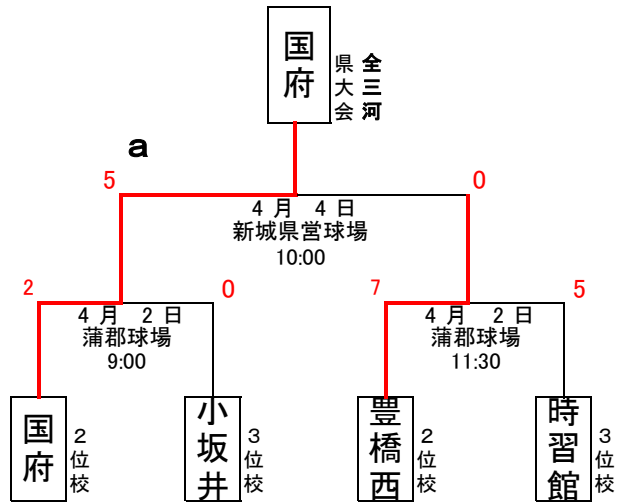 国府
県大会
全三河
a
5
0
4月 4日
新城県営球場
10:00
2
0
4月 2日
蒲郡球場
9:00
7
5
4月 2日
蒲郡球場
11:30
国府
2位校
小坂井
3位校
豊橋西
2位校
時習館
3位校